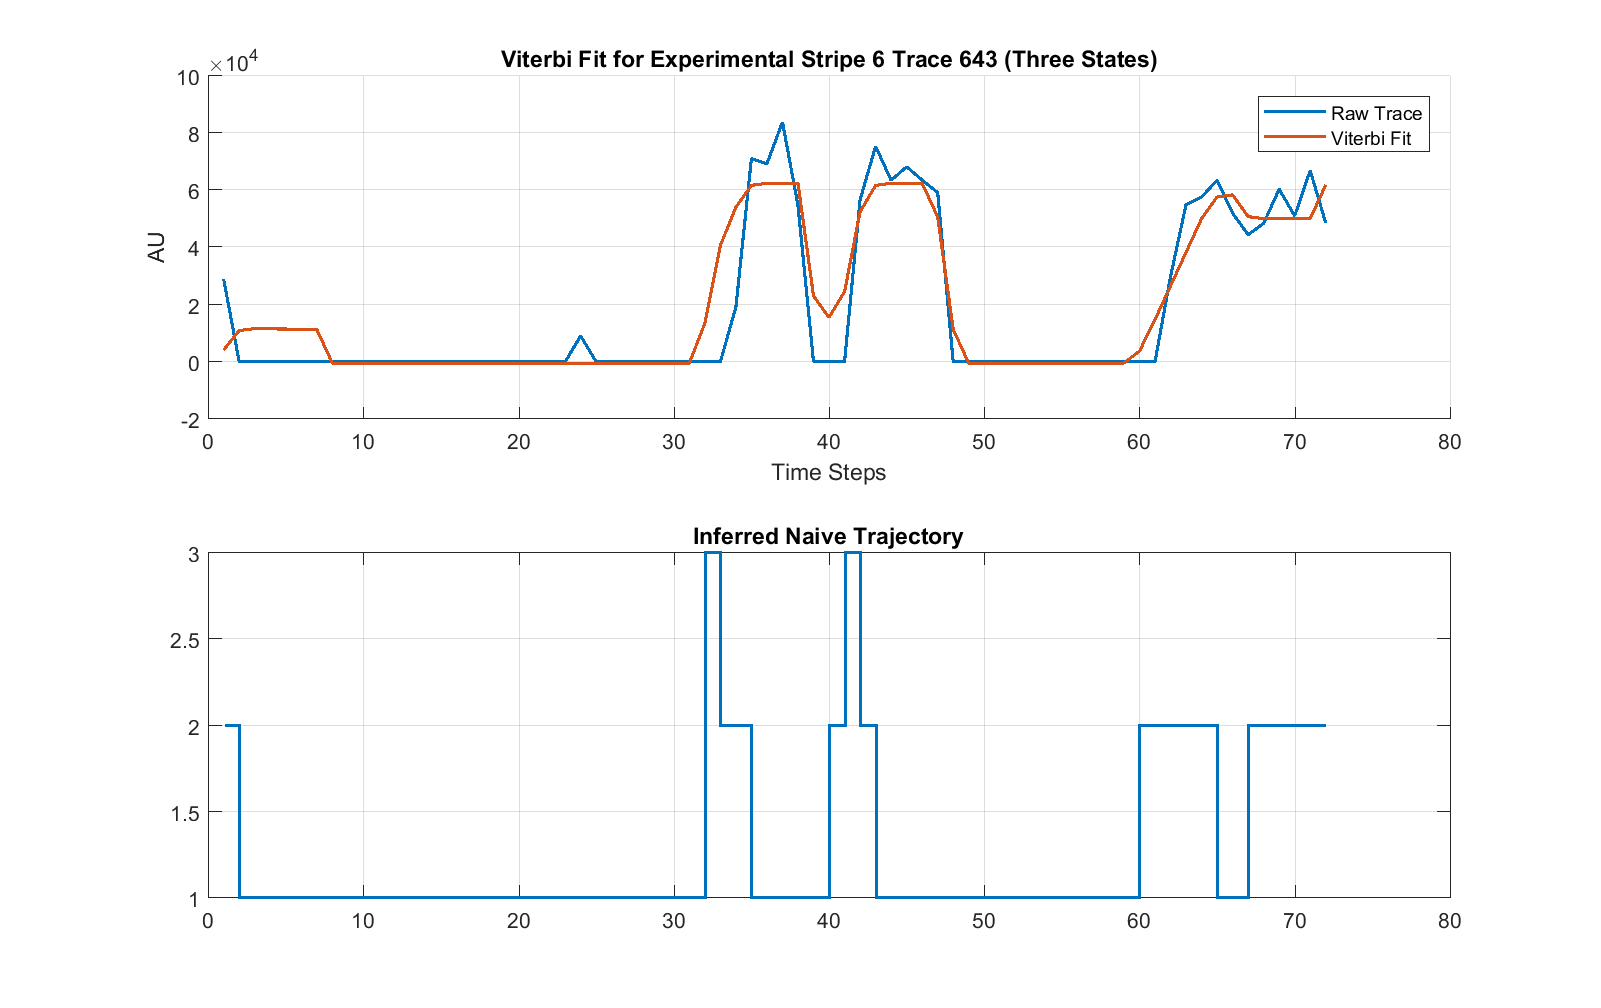 Viterbi Fit for Experimental Stripe 6 Trace 643 (Three States)
×10⁴
10
8
6
4
2
0
-2
AU
Raw Trace
Viterbi Fit
0 10 20 30 40 50 60 70 80
Time Steps
Inferred Naive Trajectory
3
2.5
2
1.5
1
0 10 20 30 40 50 60 70 80